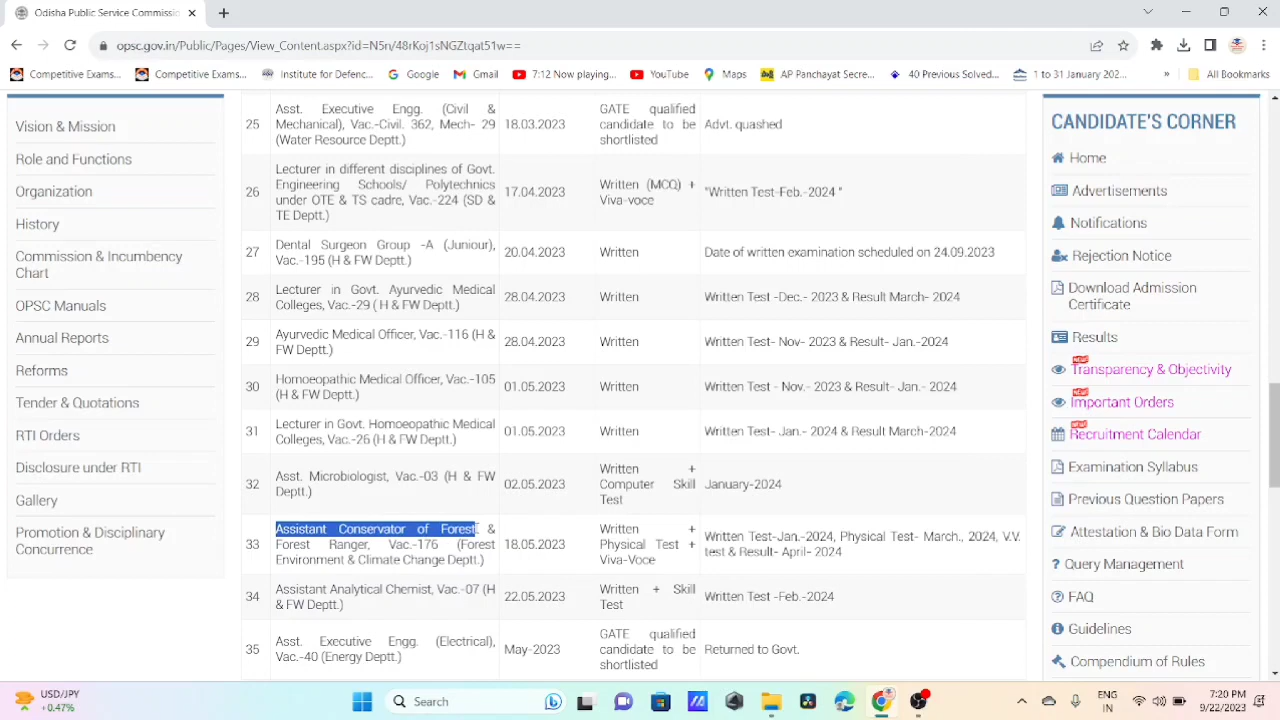 Odisha Public Service Commissio
opsc.gov.in/Public/Pages/View_Content.aspx?id=N5n/48rKoj1sNGZtqat51w==
Competitive Exams...
Competitive Exams...
Institute for Defenc...
Google
Gmail
7:12 Now playing...
YouTube
Maps
AP Panchayat Secre...
40 Previous Solved...
1 to 31 January 202...
»
All Bookmarks
Vision & Mission
Role and Functions
Organization
History
Commission & Incumbency
Chart
OPSC Manuals
Annual Reports
Reforms
Tender & Quotations
RTI Orders
Disclosure under RTI
Gallery
Promotion & Disciplinary
Concurrence
25
Asst. Executive Engg. (Civil &
Mechanical), Vac.-Civil. 362, Mech- 29
(Water Resource Deptt.)
18.03.2023
GATE qualified
candidate to be
shortlisted
Advt. quashed
26
Lecturer in different disciplines of Govt.
Engineering Schools/ Polytechnics
under OTE & TS cadre, Vac.-224 (SD &
TE Deptt.)
17.04.2023
Written (MCQ) +
Viva-voce
"Written Test-Feb.-2024 "
27
Dental Surgeon Group -A (Juniour),
Vac.-195 (H & FW Deptt.)
20.04.2023
Written
Date of written examination scheduled on 24.09.2023
28
Lecturer in Govt. Ayurvedic Medical
Colleges, Vac.-29 ( H & FW Deptt.)
28.04.2023
Written
Written Test -Dec.- 2023 & Result March- 2024
29
Ayurvedic Medical Officer, Vac.-116 (H &
FW Deptt.)
28.04.2023
Written
Written Test- Nov- 2023 & Result- Jan.-2024
30
Homoeopathic Medical Officer, Vac.-105
(H & FW Deptt.)
01.05.2023
Written
Written Test - Nov.- 2023 & Result- Jan.- 2024
31
Lecturer in Govt. Homoeopathic Medical
Colleges, Vac.-26 (H & FW Deptt.)
01.05.2023
Written
Written Test- Jan.- 2024 & Result March-2024
32
Asst. Microbiologist, Vac.-03 (H & FW
Deptt.)
02.05.2023
Written +
Computer Skill
Test
January-2024
33
Assistant Conservator of Forest &
Forest Ranger, Vac.-176 (Forest
Environment & Climate Change Deptt.)
18.05.2023
Written +
Physical Test +
Viva-Voce
Written Test-Jan.-2024, Physical Test- March., 2024, V.V.
test & Result- April- 2024
34
Assistant Analytical Chemist, Vac.-07 (H
& FW Deptt.)
22.05.2023
Written + Skill
Test
Written Test -Feb.-2024
35
Asst. Executive Engg. (Electrical),
Vac.-40 (Energy Deptt.)
May-2023
GATE qualified
candidate to be
shortlisted
Returned to Govt.
CANDIDATE'S CORNER
Home
Advertisements
Notifications
Rejection Notice
Download Admission
Certificate
Results
NEW
Transparency & Objectivity
NEW
Important Orders
NEW
Recruitment Calendar
Examination Syllabus
Previous Question Papers
Attestation & Bio Data Form
? Query Management
FAQ
Guidelines
Compendium of Rules
USD/JPY
+0.47%
Search
ENG
IN
7:20 PM
9/22/2023